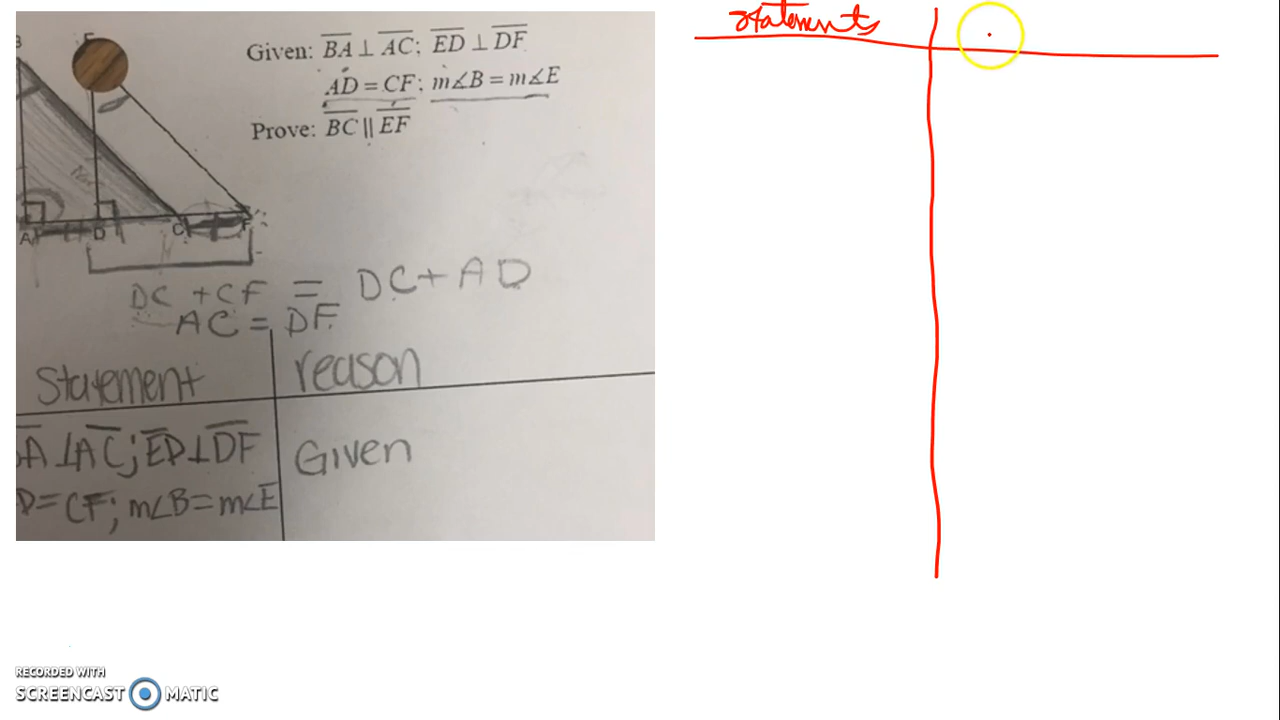 Given: BA ⊥ AC; ED ⊥ DF
AD = CF; m∡B = m∡E
Prove: BC || EF
A D C F
DC + CF = DC + AD
AC = DF
Statement reason
A ⊥ AC; ED ⊥ DF Given
D = CF; m∠B = m∠E
statements
RECORDED WITH
SCREENCAST MATIC